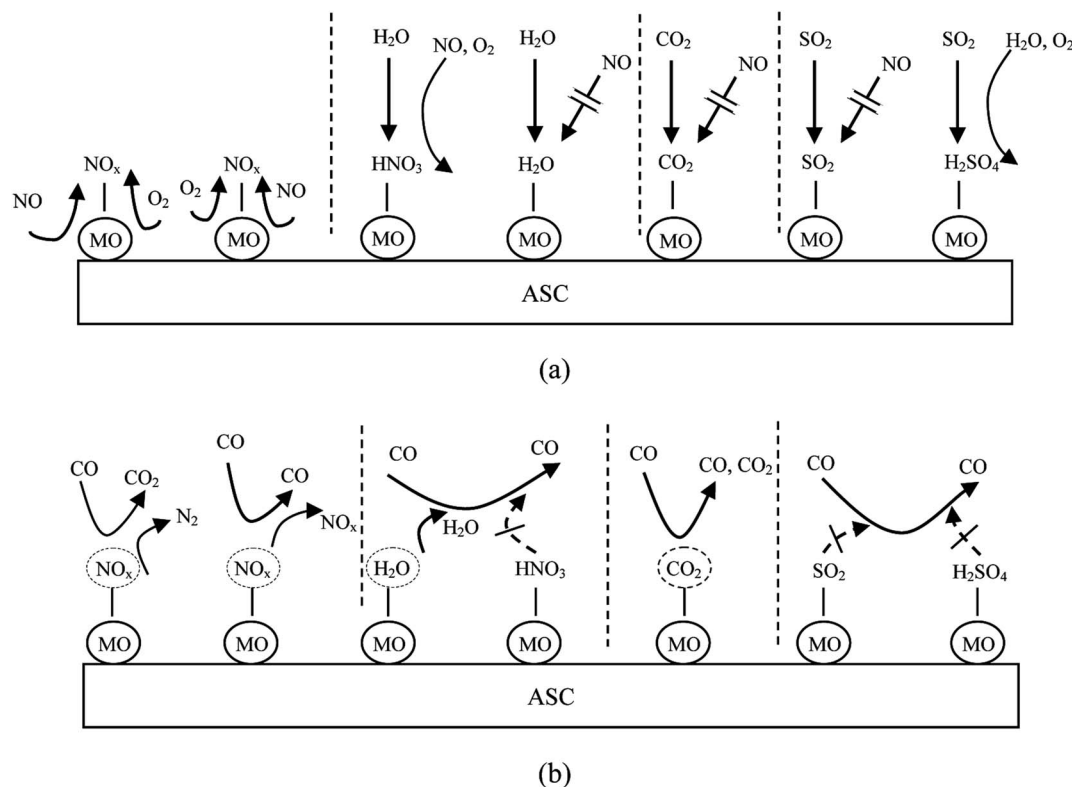 H₂O NO, O₂ H₂O CO₂ NO SO₂ SO₂ H₂O, O₂
NO NO
NOₓ NOₓ HNO₃ H₂O CO₂ SO₂ H₂SO₄
NO O₂ O₂ NO
MO MO MO MO MO MO MO
ASC
(a)
CO CO₂ CO CO CO CO CO CO, CO₂ CO CO
N₂ NOₓ H₂O
NOₓ NOₓ H₂O HNO₃ CO₂ SO₂ H₂SO₄
MO MO MO MO MO MO MO
ASC
(b)